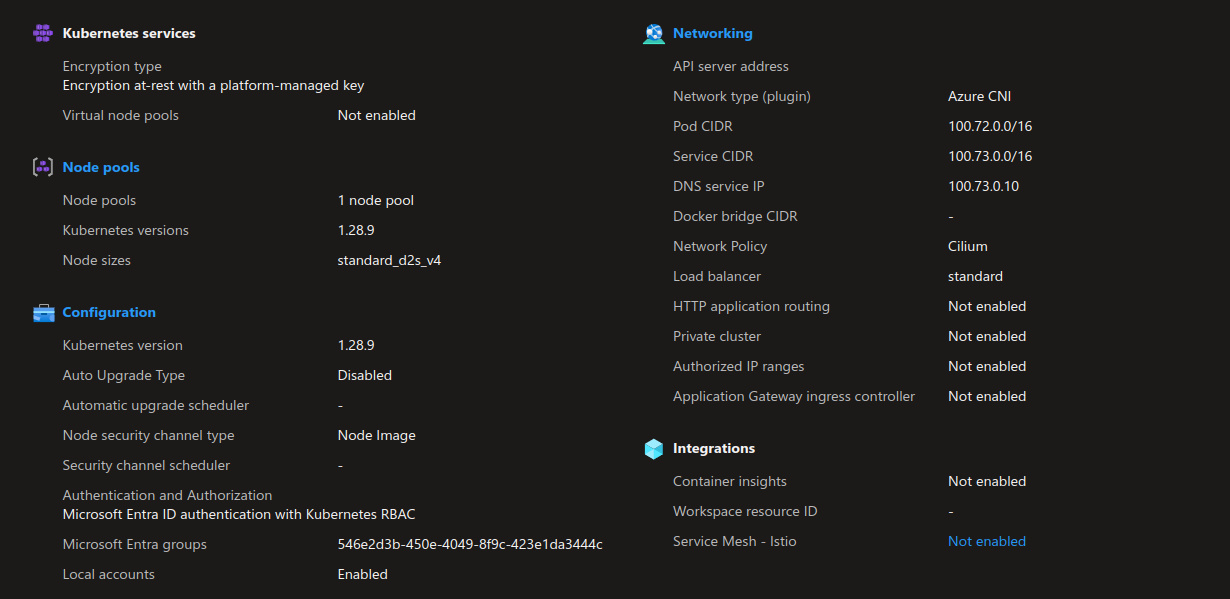 Kubernetes services
Encryption type
Encryption at-rest with a platform-managed key
Virtual node pools Not enabled
Node pools
Node pools 1 node pool
Kubernetes versions 1.28.9
Node sizes standard_d2s_v4
Configuration
Kubernetes version 1.28.9
Auto Upgrade Type Disabled
Automatic upgrade scheduler -
Node security channel type Node Image
Security channel scheduler -
Authentication and Authorization
Microsoft Entra ID authentication with Kubernetes RBAC
Microsoft Entra groups 546e2d3b-450e-4049-8f9c-423e1da3444c
Local accounts Enabled
Networking
API server address
Network type (plugin) Azure CNI
Pod CIDR 100.72.0.0/16
Service CIDR 100.73.0.0/16
DNS service IP 100.73.0.10
Docker bridge CIDR -
Network Policy Cilium
Load balancer standard
HTTP application routing Not enabled
Private cluster Not enabled
Authorized IP ranges Not enabled
Application Gateway ingress controller Not enabled
Integrations
Container insights Not enabled
Workspace resource ID -
Service Mesh - Istio Not enabled